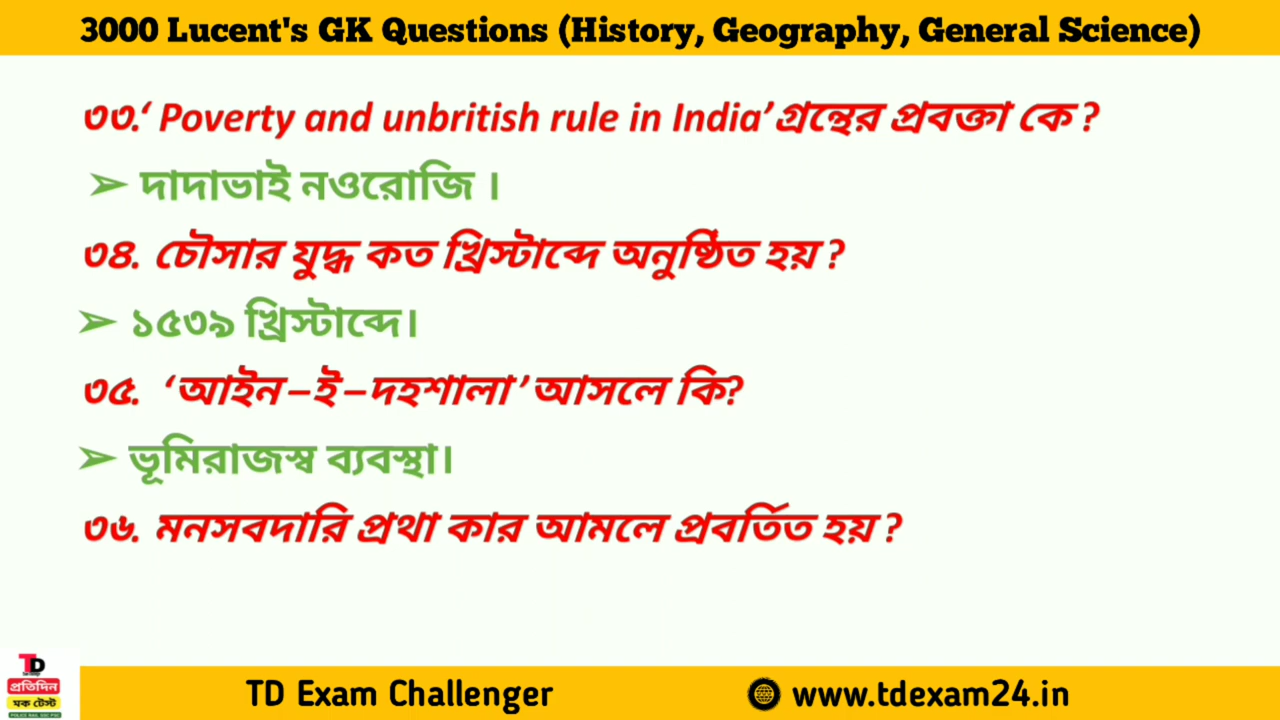 3000 Lucent's GK Questions (History, Geography, General Science)
৩৩.‘ Poverty and unbritish rule in India’ গ্রন্থের প্রবক্তা কে ?
➢ দাদাভাই নওরোজি ।
৩৪. চৌসার যুদ্ধ কত খ্রিস্টাব্দে অনুষ্ঠিত হয় ?
➢ ১৫৩৯ খ্রিস্টাব্দে।
৩৫. ‘আইন–ই–দহশালা’ আসলে কি?
➢ ভূমিরাজস্ব ব্যবস্থা।
৩৬. মনসবদারি প্রথা কার আমলে প্রবর্তিত হয় ?
TD
প্রতিদিন
মক টেস্ট
TD Exam Challenger
www.tdexam24.in